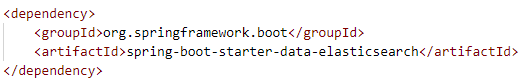 <dependency>
    <groupId>org.springframework.boot</groupId>
    <artifactId>spring-boot-starter-data-elasticsearch</artifactId>
</dependency>